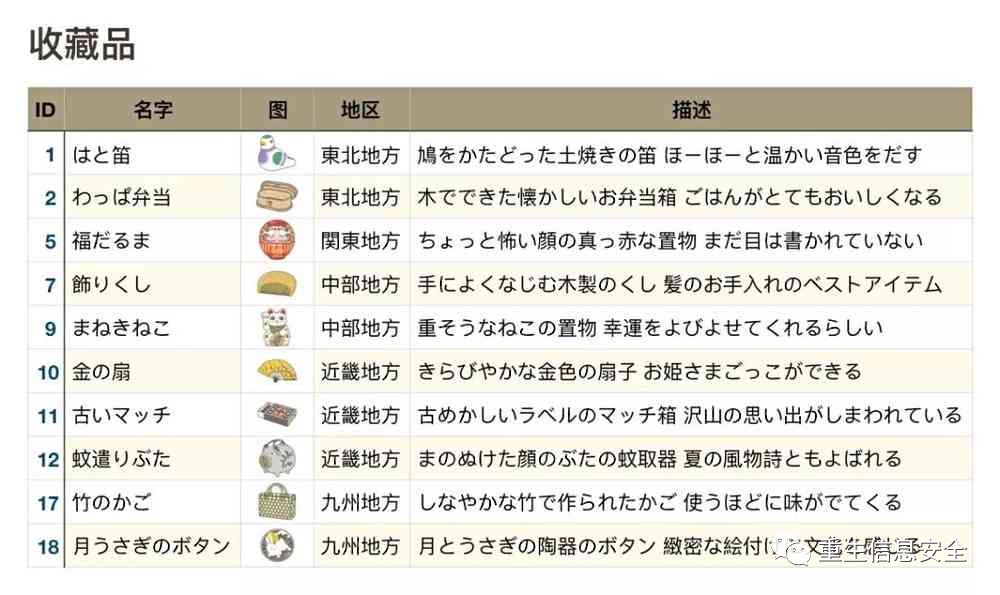 收藏品
ID 名字 图 地区 描述
1 はと笛 東北地方 鳩をかたどった土焼きの笛 ほーほーと温かい音色をだす
2 わっぱ弁当 東北地方 木でできた懐かしいお弁当箱 ごはんがとてもおいしくなる
5 福だるま 関東地方 ちょっと怖い顔の真っ赤な置物 まだ目は書かれていない
7 飾りくし 中部地方 手によくなじむ木製のくし 髪のお手入れのベストアイテム
9 まねきねこ 中部地方 重そうなねこの置物 幸運をよびよせてくれるらしい
10 金の扇 近畿地方 きらびやかな金色の扇子 お姫さまごっこができる
11 古いマッチ 近畿地方 古めかしいラベルのマッチ箱 沢山の思い出がしまわれている
12 蚊遣りぶた 近畿地方 まのぬけた顔のぶたの蚊取器 夏の風物詩ともよばれる
17 竹のかご 九州地方 しなやかな竹で作られたかご 使うほどに味がでてくる
18 月うさぎのボタン 九州地方 月とうさぎの陶器のボタン 緻密な絵付け
重生信息安全